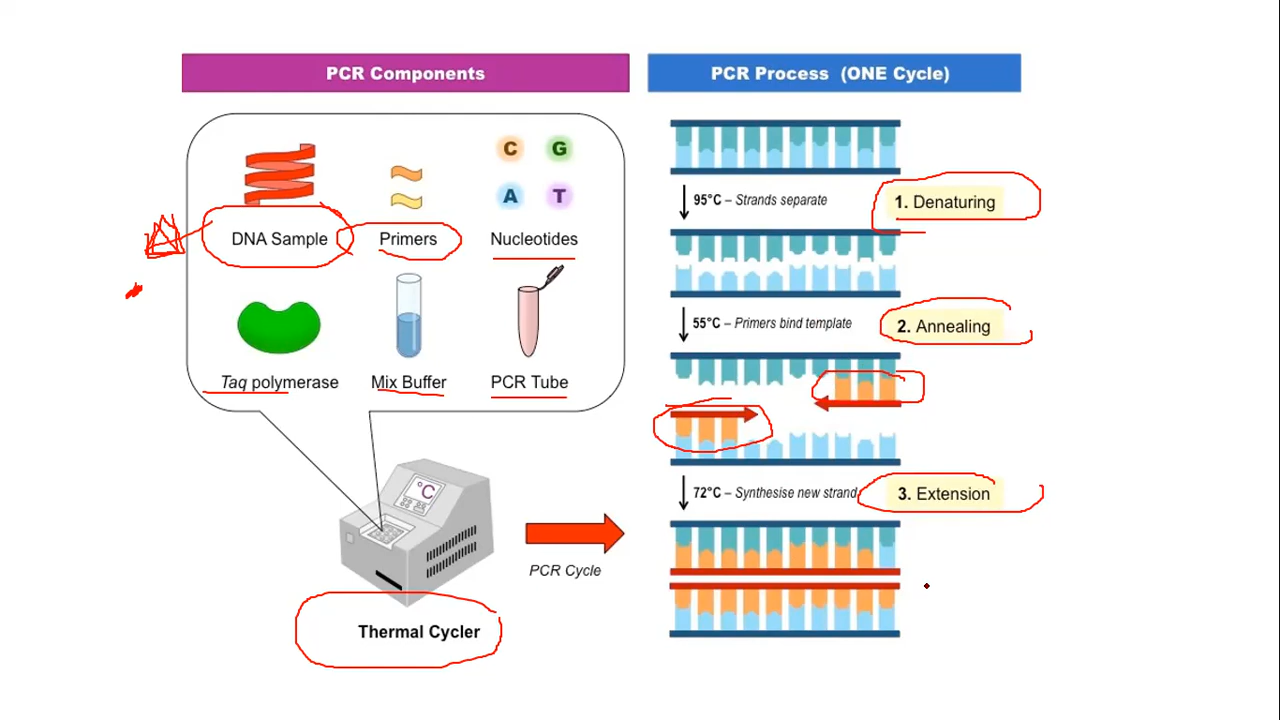 PCR Components
PCR Process (ONE Cycle)
C G
A T
DNA Sample
Primers
Nucleotides
Taq polymerase
Mix Buffer
PCR Tube
°C
Thermal Cycler
PCR Cycle
95°C – Strands separate
1. Denaturing
55°C – Primers bind template
2. Annealing
72°C – Synthesise new strand
3. Extension